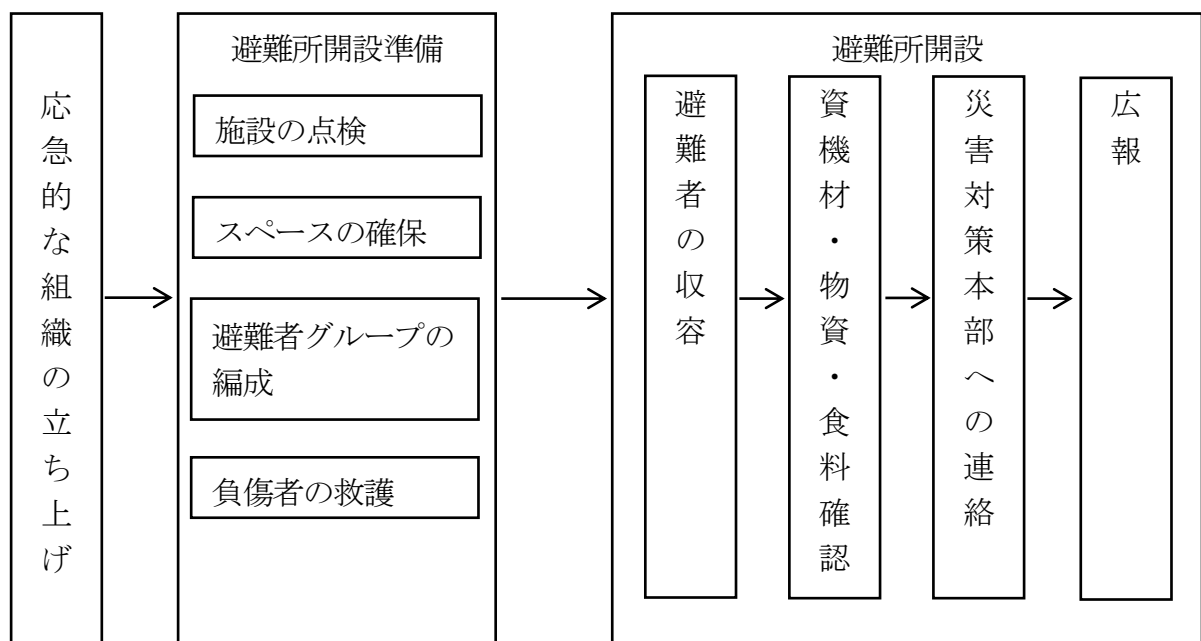 応急的な組織の立ち上げ
避難所開設準備
施設の点検
スペースの確保
避難者グループの
編成
負傷者の救護
避難所開設
避難者の収容
資機材・物資・食料確認
災害対策本部への連絡
広報